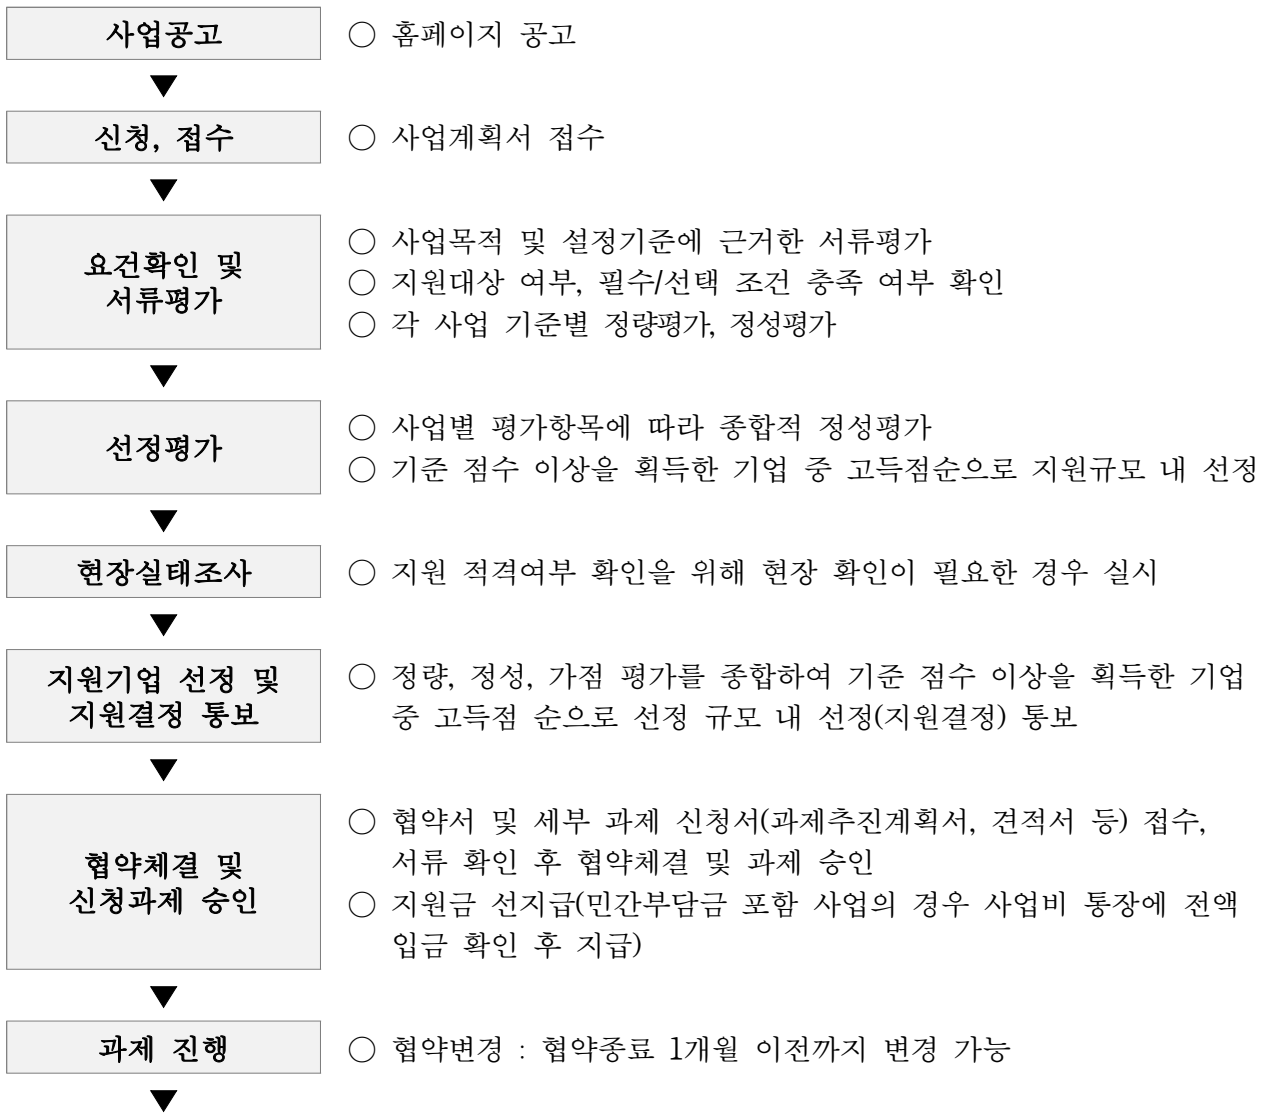 사업공고
○ 홈페이지 공고
▼
신청, 접수
○ 사업계획서 접수
▼
요건확인 및
서류평가
○ 사업목적 및 설정기준에 근거한 서류평가
○ 지원대상 여부, 필수/선택 조건 충족 여부 확인
○ 각 사업 기준별 정량평가, 정성평가
▼
선정평가
○ 사업별 평가항목에 따라 종합적 정성평가
○ 기준 점수 이상을 획득한 기업 중 고득점순으로 지원규모 내 선정
▼
현장실태조사
○ 지원 적격여부 확인을 위해 현장 확인이 필요한 경우 실시
▼
지원기업 선정 및
지원결정 통보
○ 정량, 정성, 가점 평가를 종합하여 기준 점수 이상을 획득한 기업
중 고득점 순으로 선정 규모 내 선정(지원결정) 통보
▼
협약체결 및
신청과제 승인
○ 협약서 및 세부 과제 신청서(과제추진계획서, 견적서 등) 접수,
서류 확인 후 협약체결 및 과제 승인
○ 지원금 선지급(민간부담금 포함 사업의 경우 사업비 통장에 전액
입금 확인 후 지급)
▼
과제 진행
○ 협약변경 : 협약종료 1개월 이전까지 변경 가능
▼